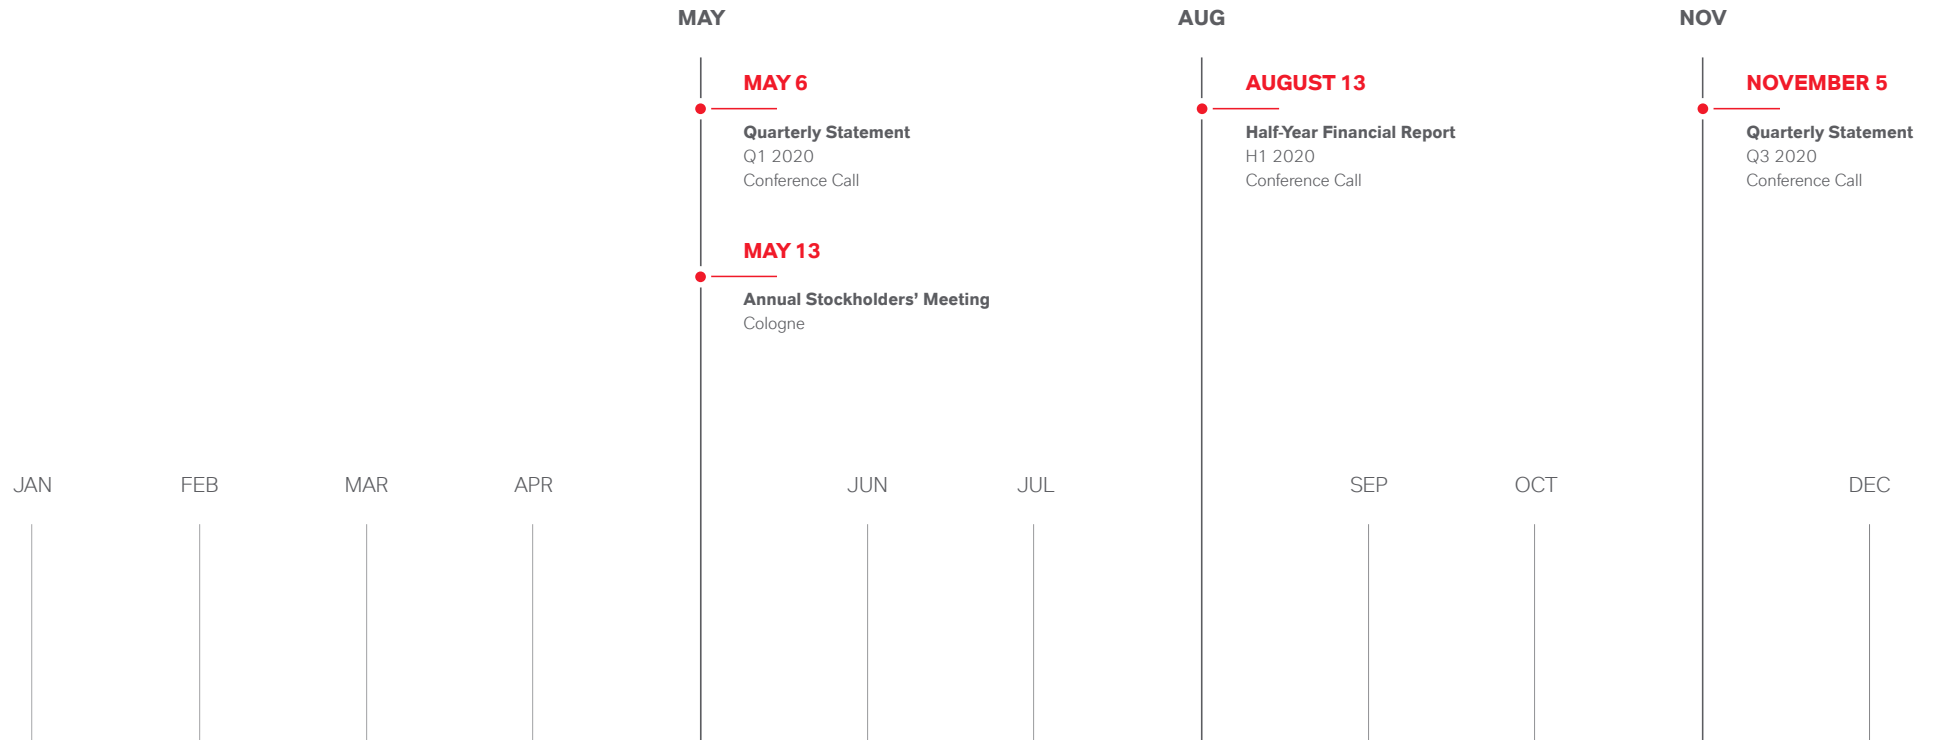 MAY
MAY 6
Quarterly Statement
Q1 2020
Conference Call
MAY 13
Annual Stockholders’ Meeting
Cologne
AUG
AUGUST 13
Half-Year Financial Report
H1 2020
Conference Call
NOV
NOVEMBER 5
Quarterly Statement
Q3 2020
Conference Call
JAN
FEB
MAR
APR
JUN
JUL
SEP
OCT
DEC